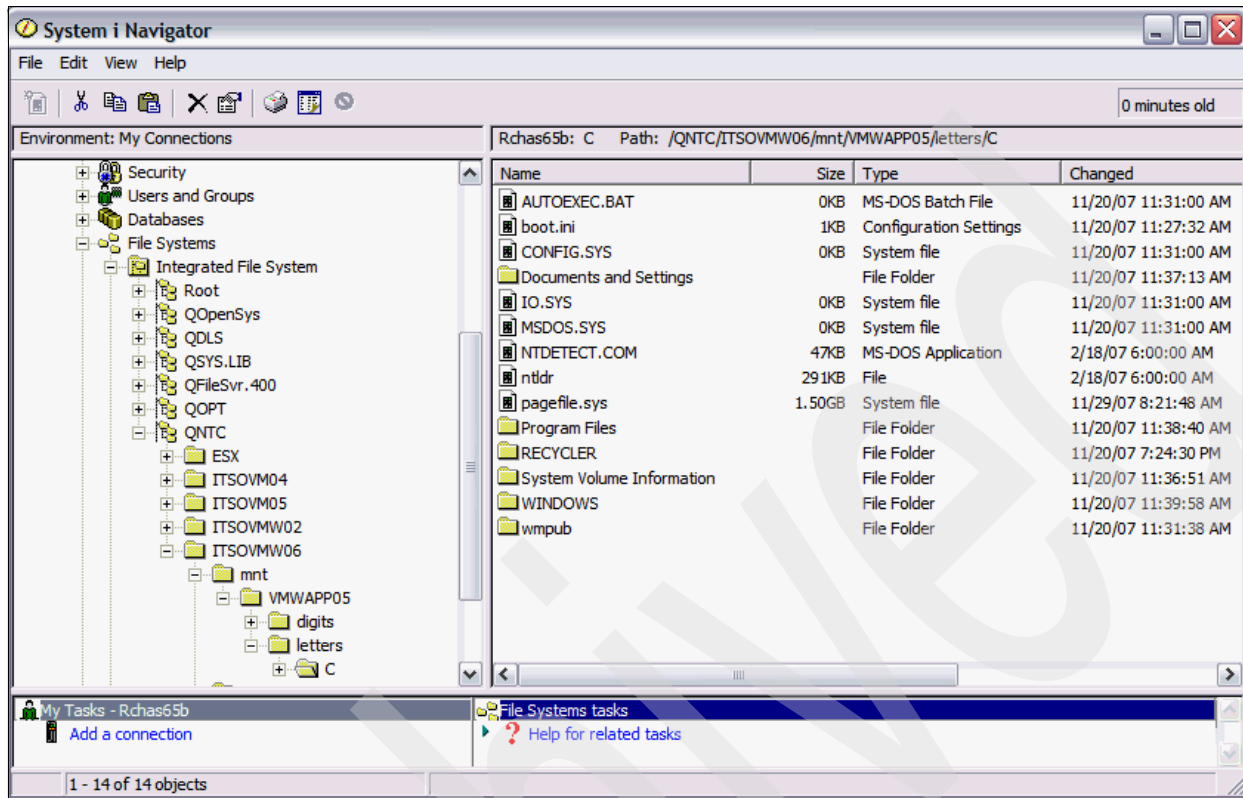 System i Navigator
File Edit View Help
0 minutes old
Environment: My Connections
Rchas65b: C Path: /QNTC/ITSOVMW06/mnt/VMWAPP05/letters/C
Security
Users and Groups
Databases
File Systems
Integrated File System
Root
QOpenSys
QDLS
QSYS.LIB
QFileSvr.400
QOPT
QNTC
ESX
ITSOVM04
ITSOVM05
ITSOVMW02
ITSOVMW06
mnt
VMWAPP05
digits
letters
C
Name Size Type Changed
AUTOEXEC.BAT 0KB MS-DOS Batch File 11/20/07 11:31:00 AM
boot.ini 1KB Configuration Settings 11/20/07 11:27:32 AM
CONFIG.SYS 0KB System file 11/20/07 11:31:00 AM
Documents and Settings File Folder 11/20/07 11:37:13 AM
IO.SYS 0KB System file 11/20/07 11:31:00 AM
MSDOS.SYS 0KB System file 11/20/07 11:31:00 AM
NTDETECT.COM 47KB MS-DOS Application 2/18/07 6:00:00 AM
ntldr 291KB File 2/18/07 6:00:00 AM
pagefile.sys 1.50GB System file 11/29/07 8:21:48 AM
Program Files File Folder 11/20/07 11:38:40 AM
RECYCLER File Folder 11/20/07 7:24:30 PM
System Volume Information File Folder 11/20/07 11:36:51 AM
WINDOWS File Folder 11/20/07 11:39:58 AM
wmpub File Folder 11/20/07 11:31:38 AM
My Tasks - Rchas65b
Add a connection
File Systems tasks
? Help for related tasks
1 - 14 of 14 objects